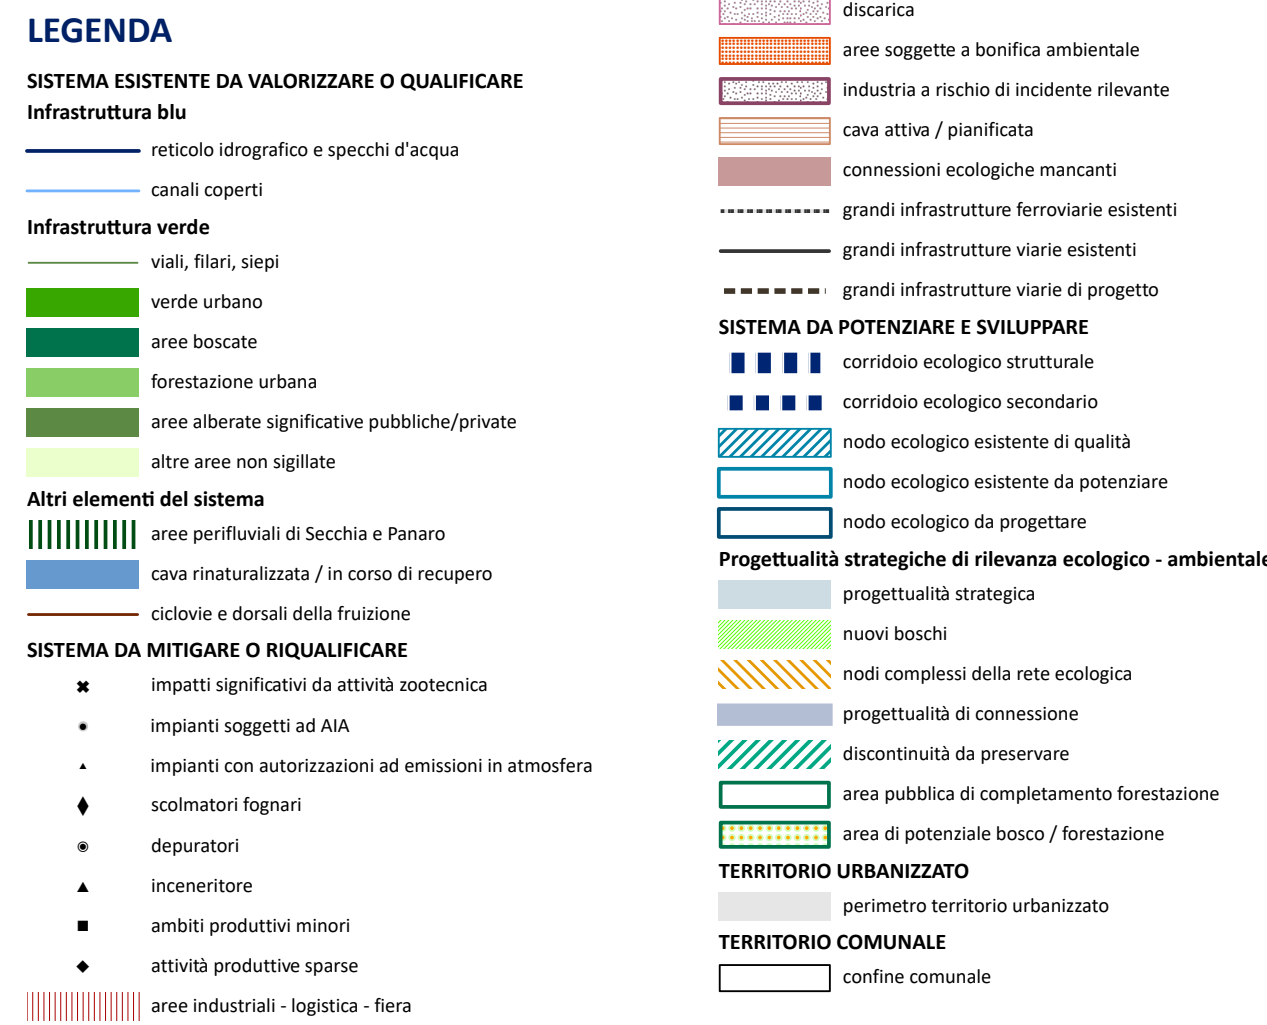 LEGENDA
SISTEMA ESISTENTE DA VALORIZZARE O QUALIFICARE
Infrastruttura blu
reticolo idrografico e specchi d'acqua
canali coperti
Infrastruttura verde
viali, filari, siepi
verde urbano
aree boscate
forestazione urbana
aree alberate significative pubbliche/private
altre aree non sigillate
Altri elementi del sistema
aree perifluviali di Secchia e Panaro
cava rinaturalizzata / in corso di recupero
ciclovie e dorsali della fruizione
SISTEMA DA MITIGARE O RIQUALIFICARE
impatti significativi da attività zootecnica
impianti soggetti ad AIA
impianti con autorizzazioni ad emissioni in atmosfera
scolmatori fognari
depuratori
inceneritore
ambiti produttivi minori
attività produttive sparse
aree industriali - logistica - fiera
discarica
aree soggette a bonifica ambientale
industria a rischio di incidente rilevante
cava attiva / pianificata
connessioni ecologiche mancanti
grandi infrastrutture ferroviarie esistenti
grandi infrastrutture viarie esistenti
grandi infrastrutture viarie di progetto
SISTEMA DA POTENZIARE E SVILUPPARE
corridoio ecologico strutturale
corridoio ecologico secondario
nodo ecologico esistente di qualità
nodo ecologico esistente da potenziare
nodo ecologico da progettare
Progettualità strategiche di rilevanza ecologico - ambientale
progettualità strategica
nuovi boschi
nodi complessi della rete ecologica
progettualità di connessione
discontinuità da preservare
area pubblica di completamento forestazione
area di potenziale bosco / forestazione
TERRITORIO URBANIZZATO
perimetro territorio urbanizzato
TERRITORIO COMUNALE
confine comunale